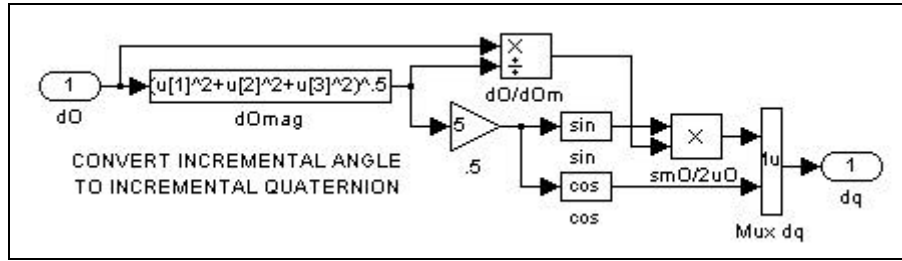 ×
÷
1
(u[1]^2+u[2]^2+u[3]^2)^.5
dO/dOm
dO
dOmag
5
sin
×
1u
1
CONVERT INCREMENTAL ANGLE
TO INCREMENTAL QUATERNION
.5
sin
smO/2uO
cos
dq
cos
Mux dq